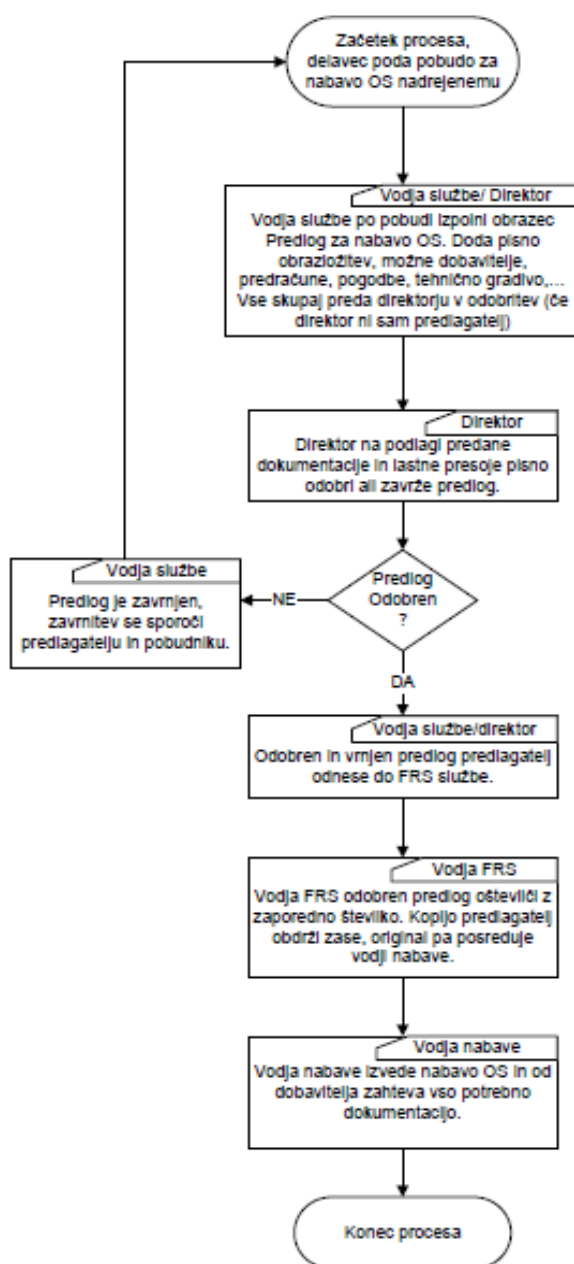 Začetek procesa,
delavec poda pobudo za
nabavo OS nadrejenemu
Vodja službe/ Direktor
Vodja službe po pobudi izpolni obrazec
Predlog za nabavo OS. Doda pisno
obrazložitev, možne dobavitelje,
predračune, pogodbe, tehnično gradivo,...
Vse skupaj preda direktorju v odobritev (če
direktor ni sam predlagatelj)
Direktor
Direktor na podlagi predane
dokumentacije in lastne presoje pisno
odobri ali zavrže predlog.
Predlog
Odobren
?
NE
Vodja službe
Predlog je zavrnjen,
zavrnitev se sporoči
predlagatelju in pobudniku.
DA
Vodja službe/direktor
Odobren in vrnjen predlog predlagatelj
odnese do FRS službe.
Vodja FRS
Vodja FRS odobren predlog oštevilči z
zaporedno številko. Kopijo predlagatelj
obdrži zase, original pa posreduje
vodji nabave.
Vodja nabave
Vodja nabave izvede nabavo OS in od
dobavitelja zahteva vso potrebno
dokumentacijo.
Konec procesa